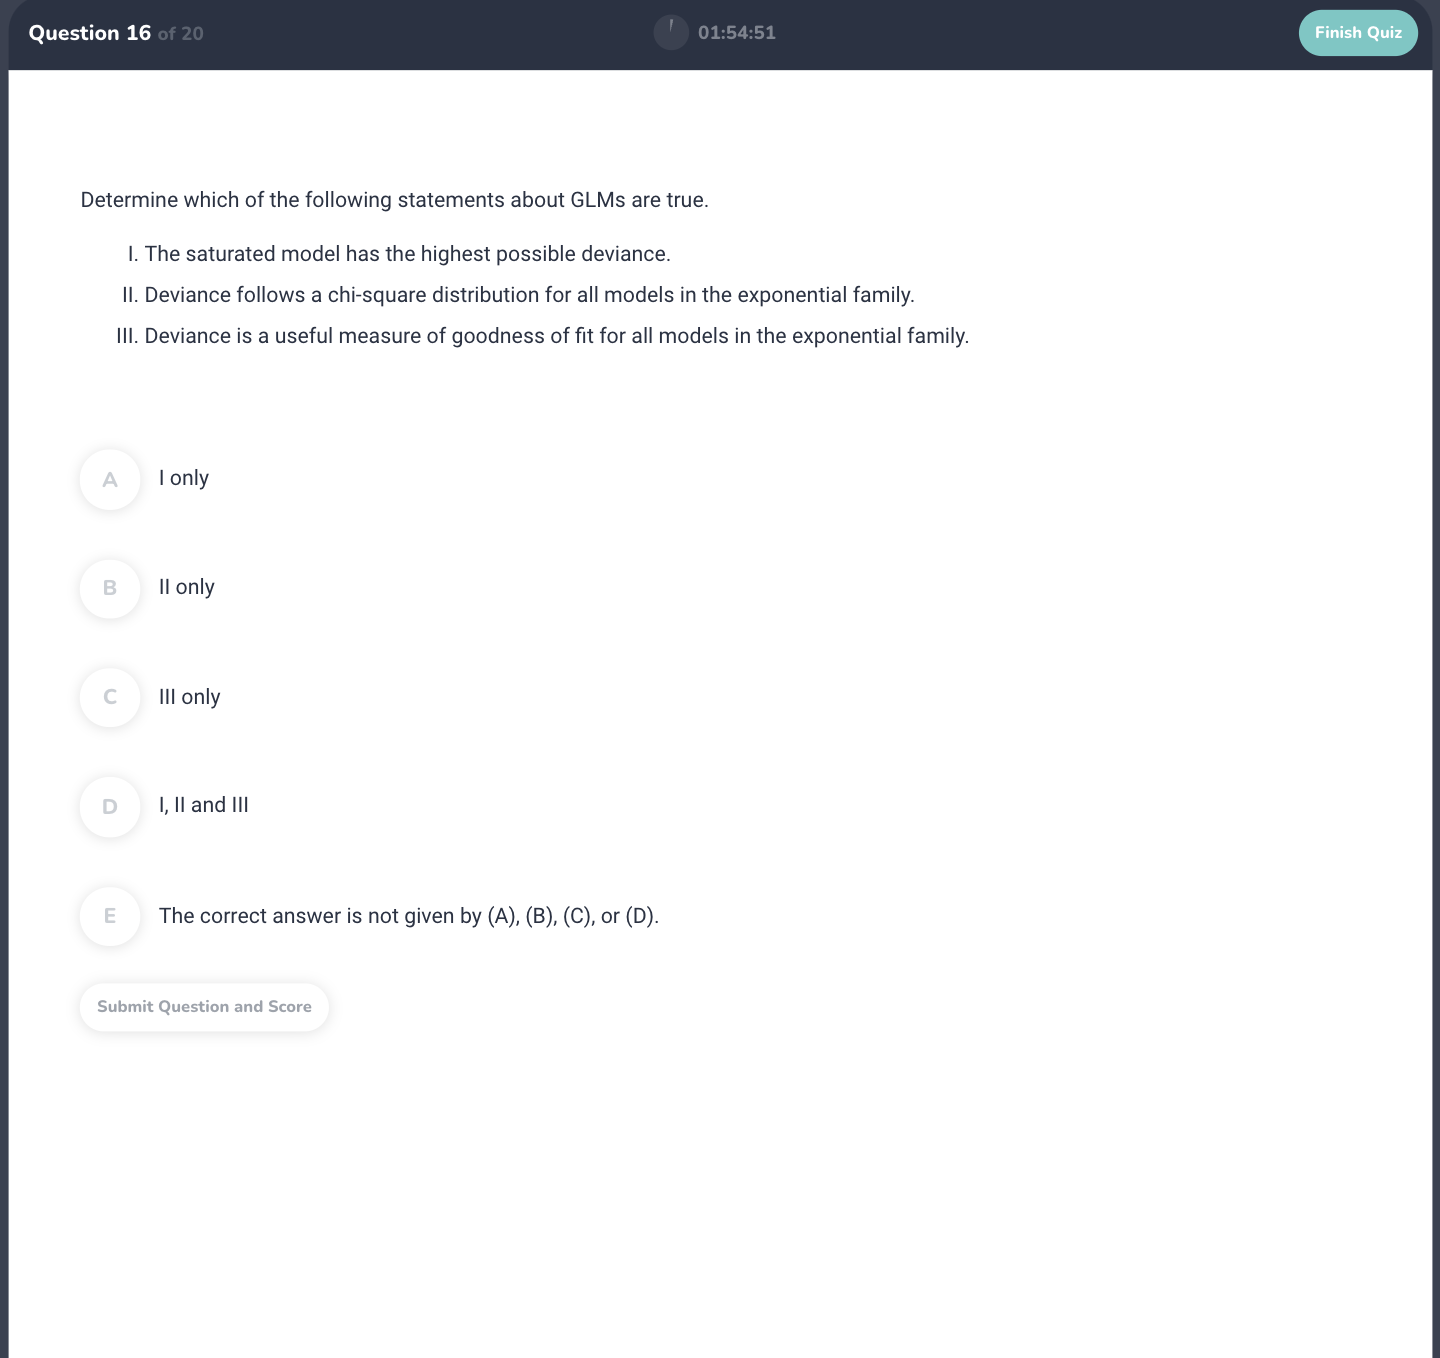 Question 16 of 20
01:54:51
Finish Quiz
Determine which of the following statements about GLMs are true.
I. The saturated model has the highest possible deviance.
II. Deviance follows a chi-square distribution for all models in the exponential family.
III. Deviance is a useful measure of goodness of fit for all models in the exponential family.
A I only
B II only
C III only
D I, II and III
E The correct answer is not given by (A), (B), (C), or (D).
Submit Question and Score